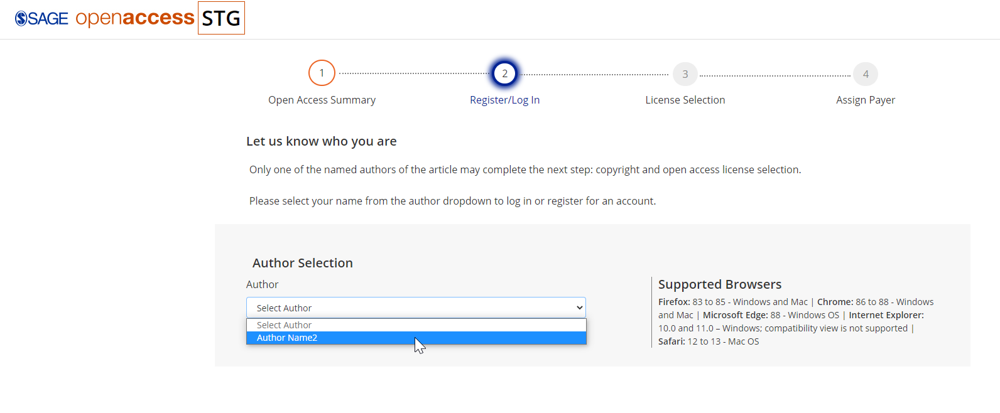 SAGE openaccess STG
1
2
3
4
Open Access Summary
Register/Log In
License Selection
Assign Payer
Let us know who you are
Only one of the named authors of the article may complete the next step: copyright and open access license selection.
Please select your name from the author dropdown to log in or register for an account.
Author Selection
Author
Select Author
Select Author
Author Name2
Supported Browsers
Firefox: 83 to 85 - Windows and Mac | Chrome: 86 to 88 - Windows
and Mac | Microsoft Edge: 88 - Windows OS | Internet Explorer:
10.0 and 11.0 – Windows; compatibility view is not supported |
Safari: 12 to 13 - Mac OS